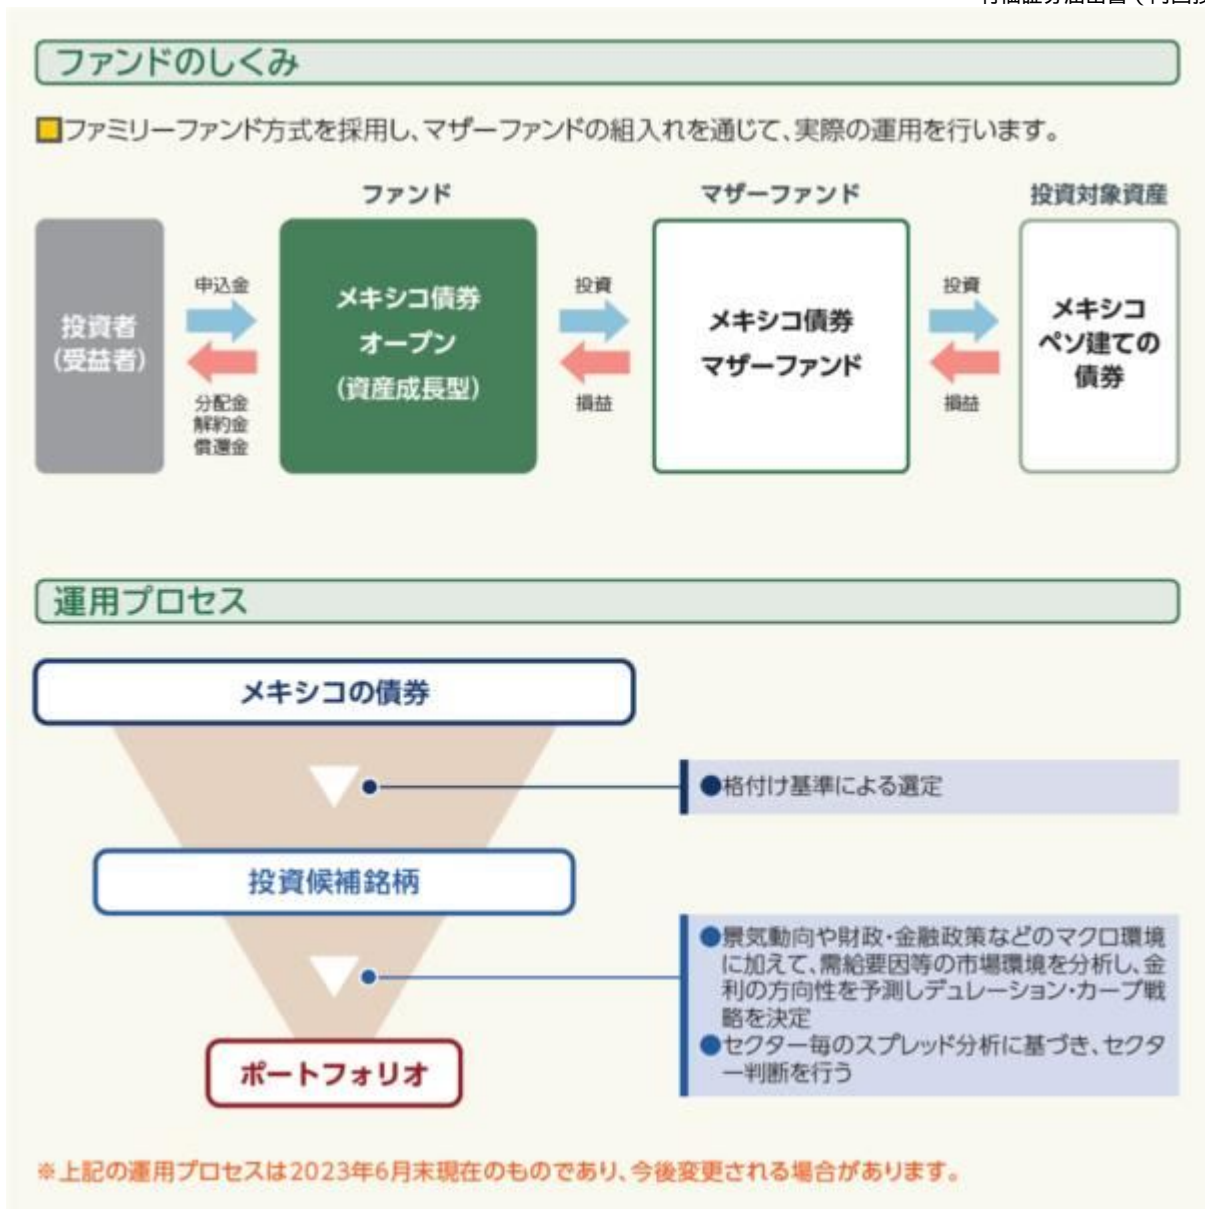 ファンドのしくみ
ファミリーファンド方式を採用し、マザーファンドの組入れを通じて、実際の運用を行います。
ファンド
マザーファンド
投資対象資産
投資者
(受益者)
申込金
分配金
解約金
償還金
メキシコ債券
オープン
(資産成長型)
投資
損益
メキシコ債券
マザーファンド
投資
損益
メキシコ
ペソ建ての
債券
運用プロセス
メキシコの債券
●格付け基準による選定
投資候補銘柄
●景気動向や財政・金融政策などのマクロ環境
に加えて、需給要因等の市場環境を分析し、金
利の方向性を予測しデュレーション・カーブ戦
略を決定
●セクター毎のスプレッド分析に基づき、セクタ
ー判断を行う
ポートフォリオ
※上記の運用プロセスは2023年6月末現在のものであり、今後変更される場合があります。